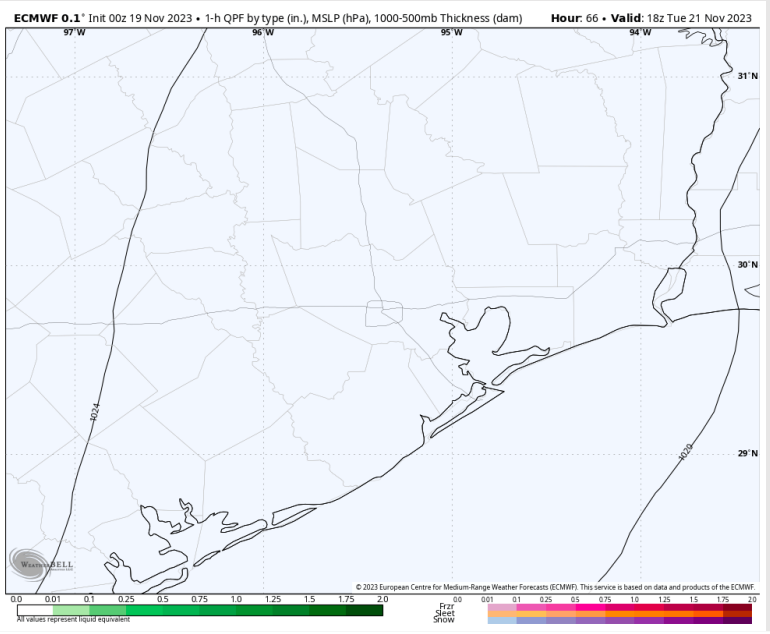 ECMWF 0.1° Init 00z 19 Nov 2023 • 1-h QPF by type (in.), MSLP (hPa), 1000-500mb Thickness (dam) Hour: 66 • Valid: 18z Tue 21 Nov 2023
97°W 96°W 95°W 94°W
31°N
30°N
1024
1020
29°N
WEATHERBELL
© 2023 European Centre for Medium-Range Weather Forecasts (ECMWF). This service is based on data and products of the ECMWF.
0.0 0.01 0.1 0.25 0.5 0.75 1.0 1.25 1.5 1.75 2.0
0.0 0.01 0.1 0.25 0.5 0.75 1.0 1.25 1.5 1.75 2.0
Frzr
Sleet
Snow
All values represent liquid equivalent